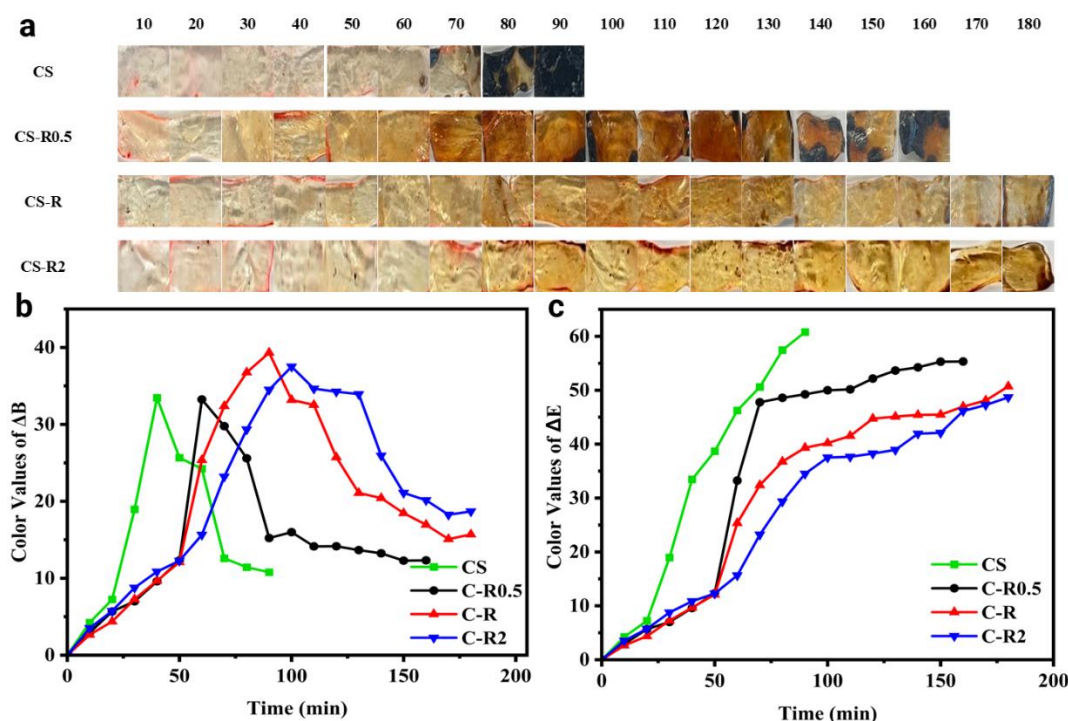 a
10 20 30 40 50 60 70 80 90 100 110 120 130 140 150 160 170 180
CS
CS-R0.5
CS-R
CS-R2
b
Color Values of ΔB
40
30
20
10
0
0 50 100 150 200
Time (min)
CS
C-R0.5
C-R
C-R2
c
Color Values of ΔE
60
50
40
30
20
10
0
0 50 100 150 200
Time (min)
CS
C-R0.5
C-R
C-R2